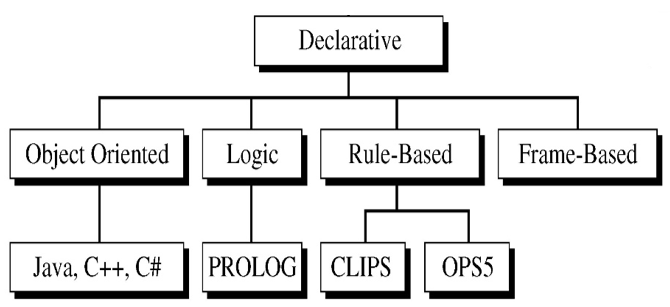 Declarative
Object Oriented
Logic
Rule-Based
Frame-Based
Java, C++, C#
PROLOG
CLIPS
OPS5